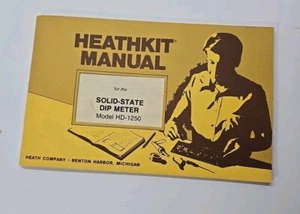 HEATHKIT®
MANUAL
for the
SOLID-STATE
DIP METER
Model HD-1250
HEATH COMPANY • BENTON HARBOR, MICHIGAN